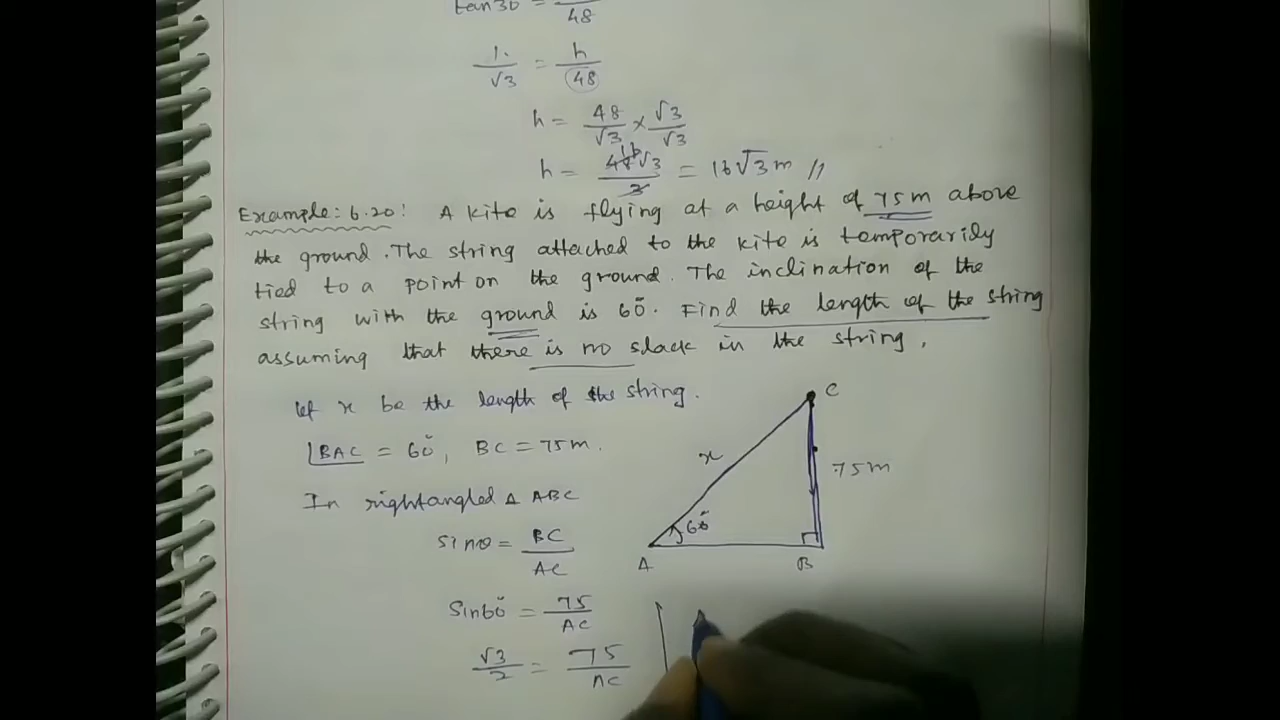 tan30 = /48
1/√3 = h/48
h = 48/√3 × √3/√3
h = 48√3/3 = 16√3 m //
Example: 6.20: A kite is flying at a height of 75m above
the ground. The string attached to the kite is temporarily
tied to a point on the ground. The inclination of the
string with the ground is 60°. Find the length of the string
assuming that there is no slack in the string.
Let x be the length of the string.
∠BAC = 60°, BC = 75m.
In rightangled Δ ABC
sinθ = BC/AC
Sin60° = 75/AC
√3/2 = 75/AC
C
x
75m
60°
A
B